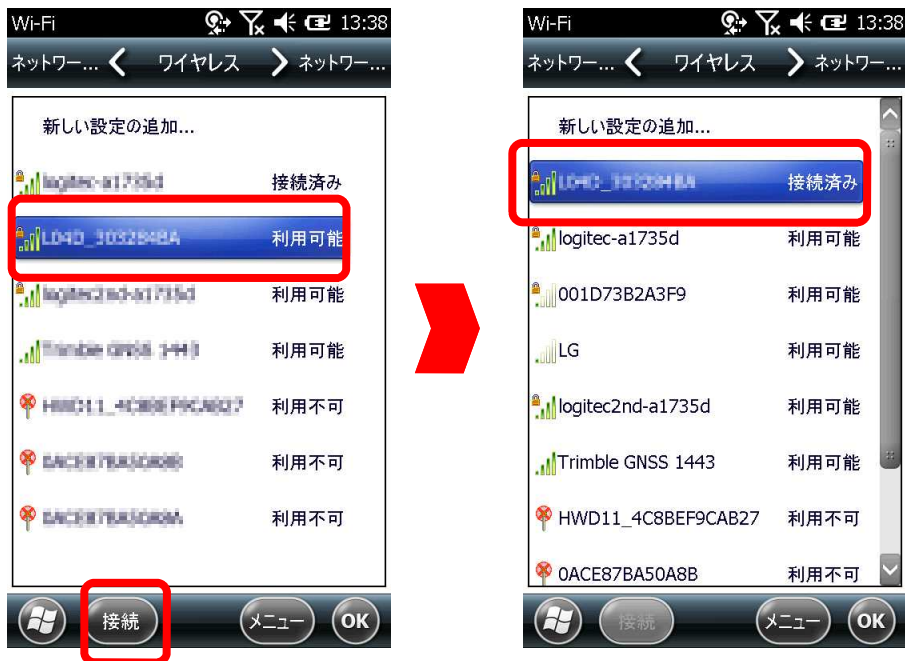 Wi-Fi 13:38
ネットワー... ワイヤレス ネットワー...
新しい設定の追加...
接続済み
利用可能
利用可能
利用可能
利用不可
利用不可
利用不可
接続 メニュー OK
Wi-Fi 13:38
ネットワー... ワイヤレス ネットワー...
新しい設定の追加...
接続済み
logitec-a1735d 利用可能
001D73B2A3F9 利用可能
LG 利用可能
logitec2nd-a1735d 利用可能
Trimble GNSS 1443 利用可能
HWD11_4C8BEF9CAB27 利用不可
0ACE87BA50A8B 利用不可
接続 メニュー OK